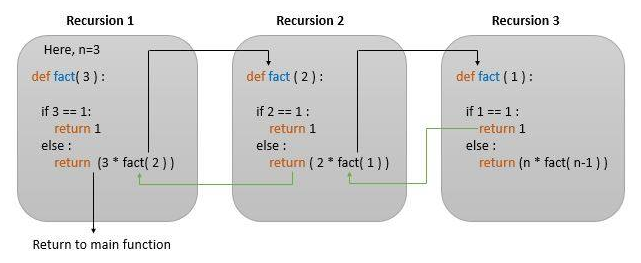 Recursion 1
Here, n=3
def fact( 3 ) :
if 3 == 1:
return 1
else :
return (3 * fact( 2 ) )
Return to main function
Recursion 2
def fact ( 2 ) :
if 2 == 1 :
return 1
else :
return ( 2 * fact( 1 ) )
Recursion 3
def fact ( 1 ) :
if 1 == 1 :
return 1
else :
return (n * fact( n-1 ) )